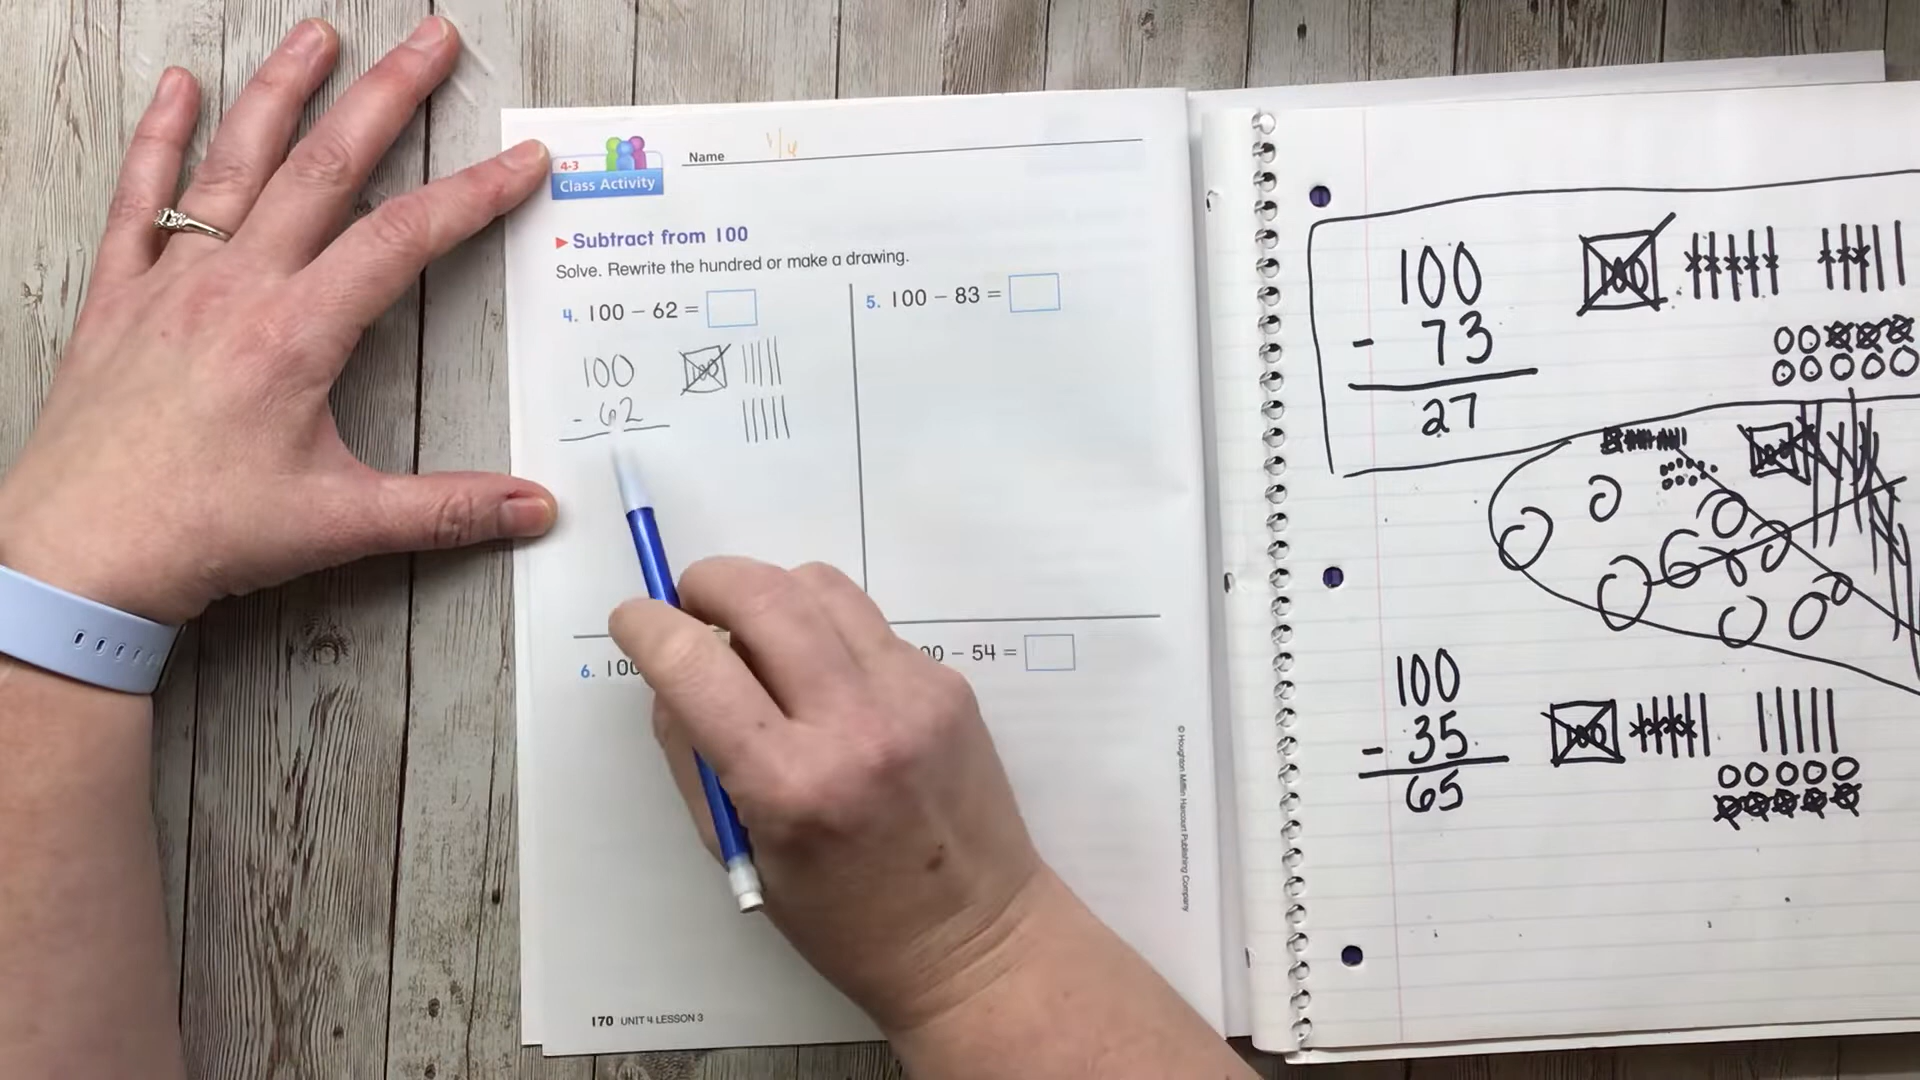 4-3
Class Activity
Name 1/4
Subtract from 100
Solve. Rewrite the hundred or make a drawing.
4. 100 − 62 =
100
- 62
100
5. 100 − 83 =
6. 100
− 54 =
170 UNIT 4 LESSON 3
© Houghton Mifflin Harcourt Publishing Company
100
- 73
27
100
100
100
- 35
65
100